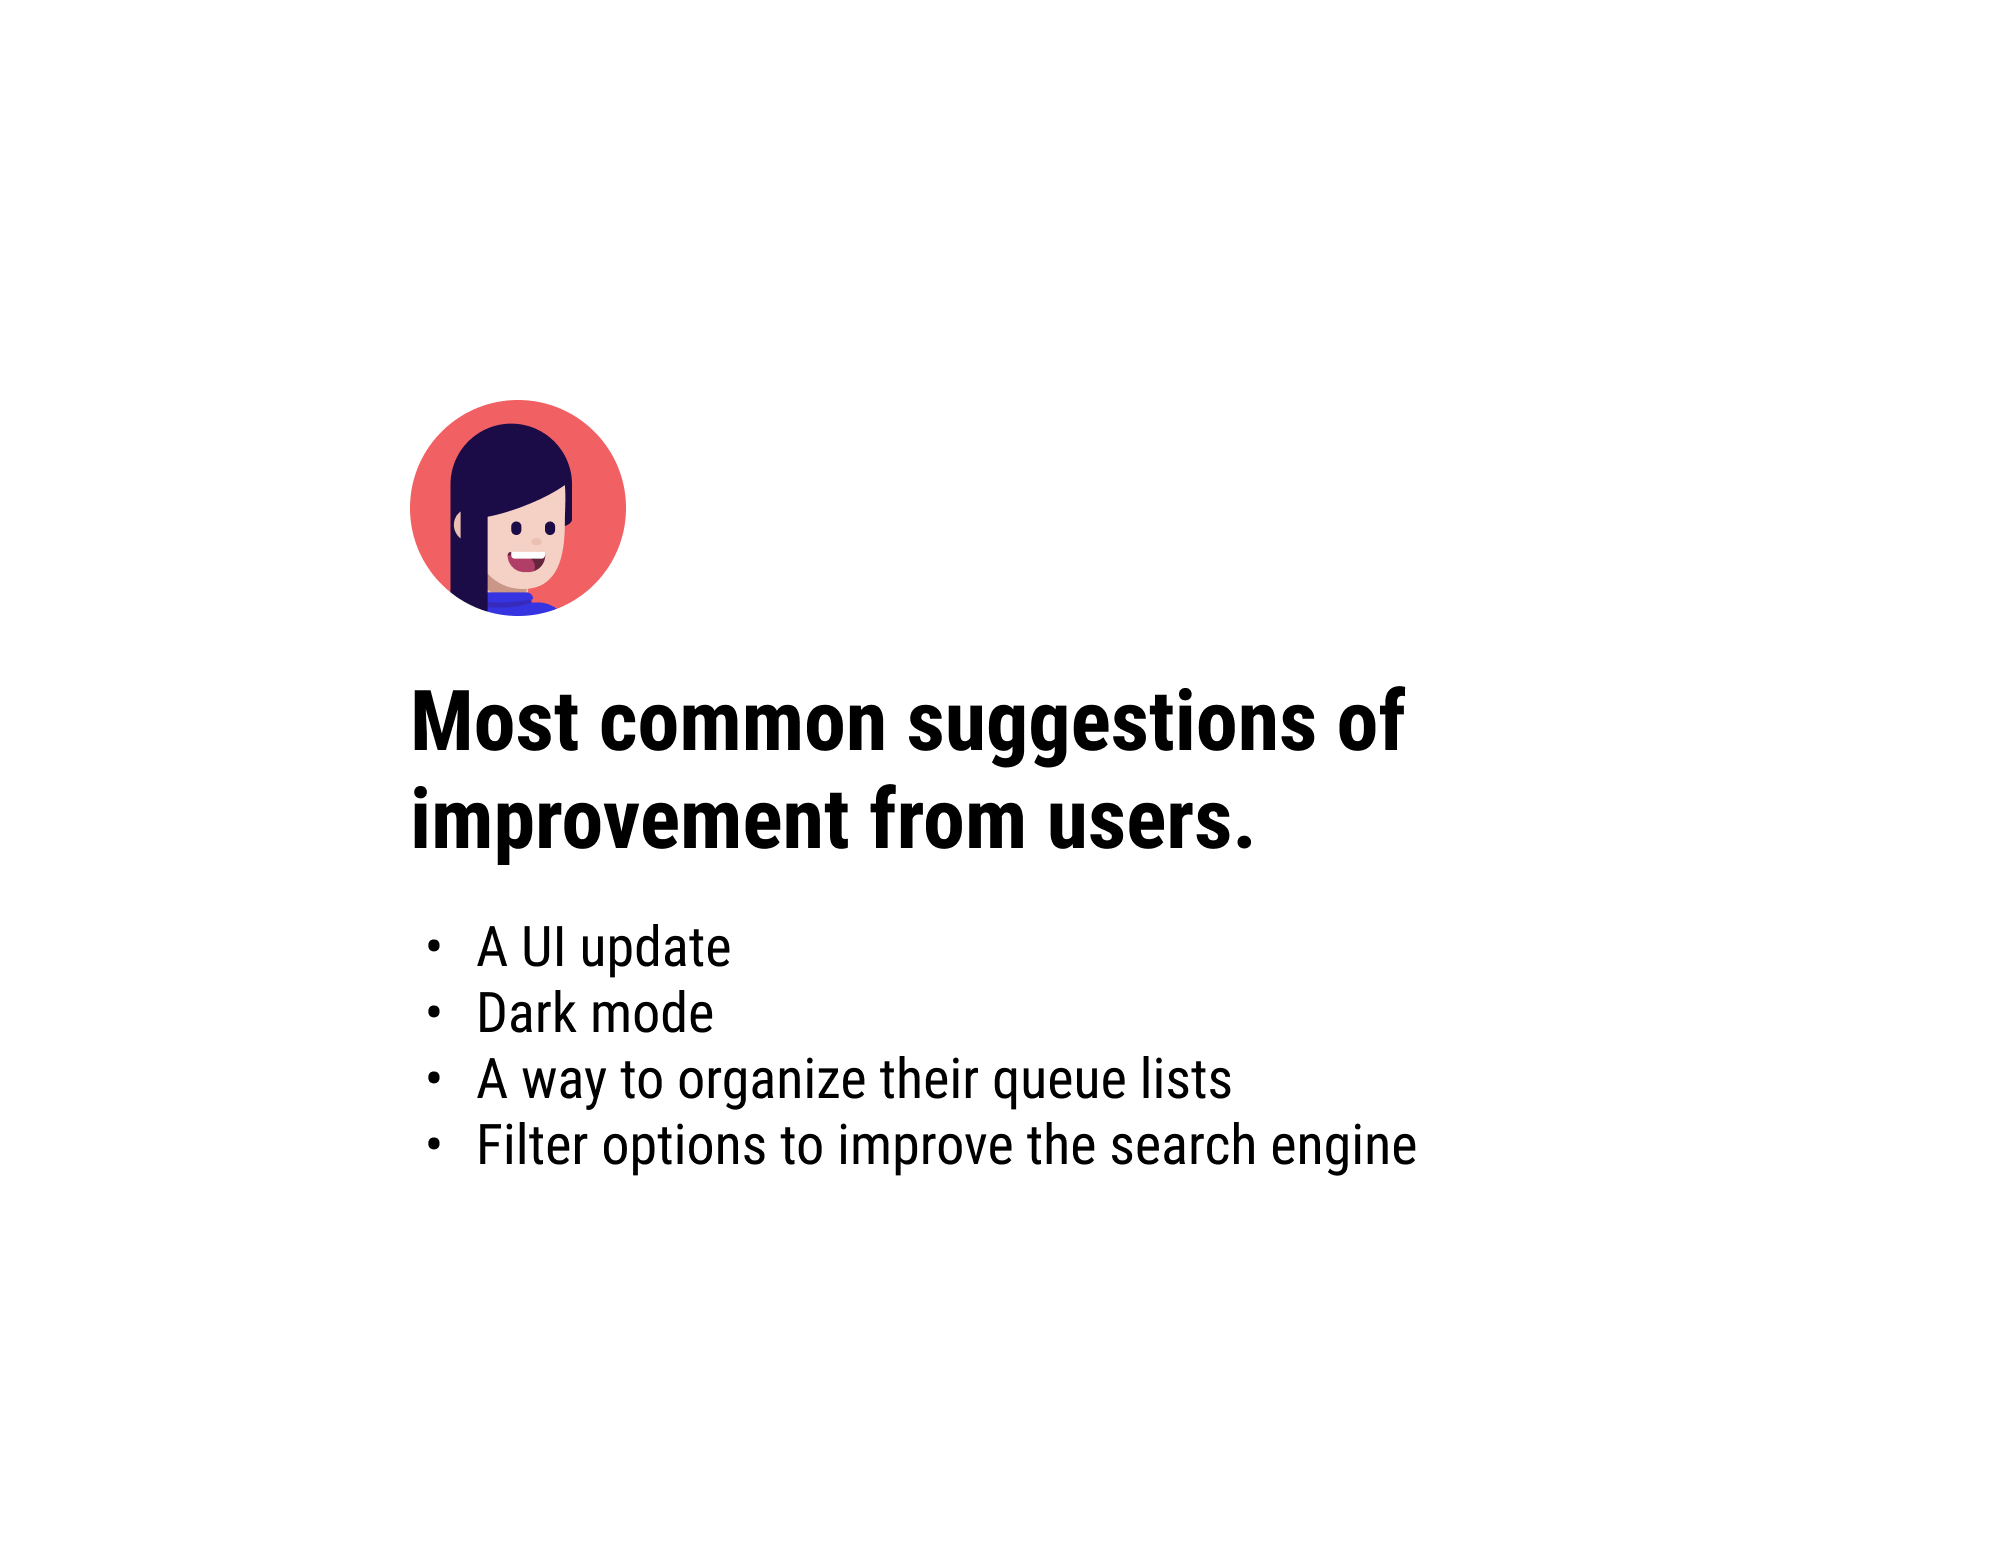 Most common suggestions of
improvement from users.
• A UI update
• Dark mode
• A way to organize their queue lists
• Filter options to improve the search engine